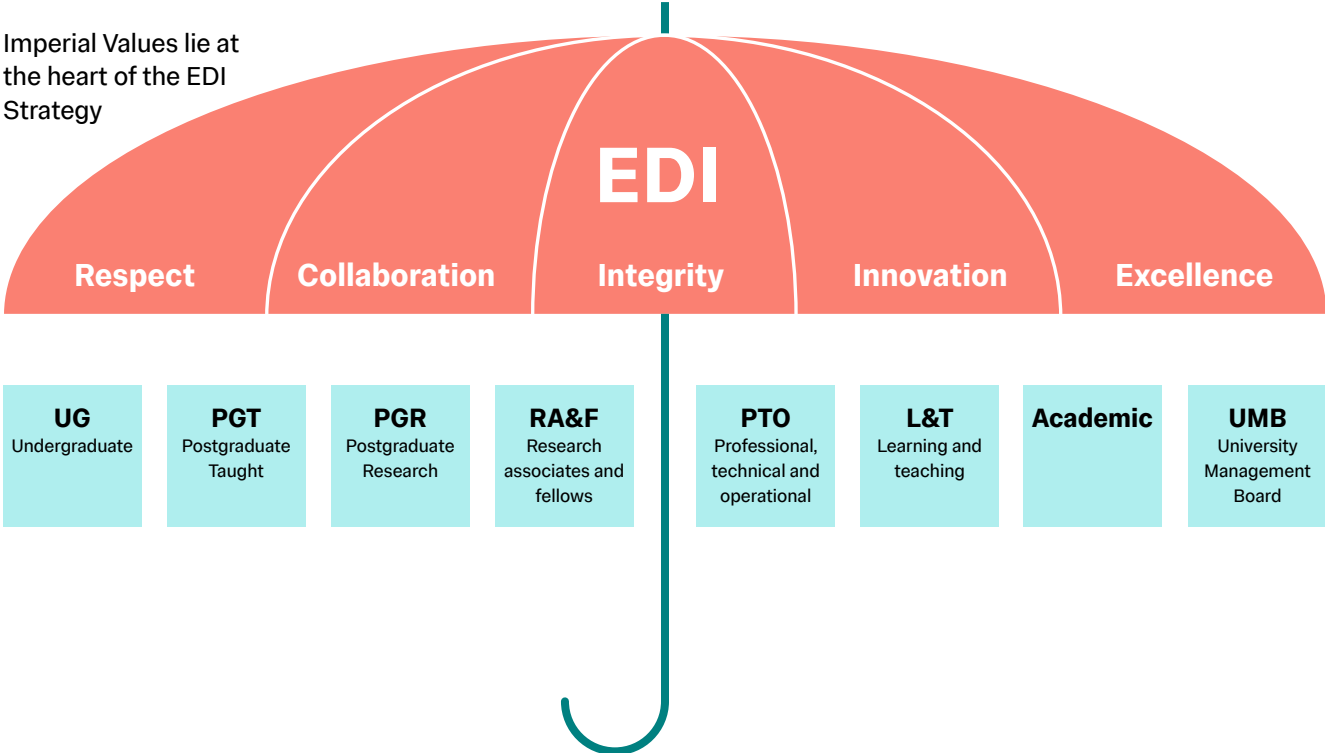 Imperial Values lie at
the heart of the EDI
Strategy
EDI
Respect
Collaboration
Integrity
Innovation
Excellence
UG
Undergraduate
PGT
Postgraduate
Taught
PGR
Postgraduate
Research
RA&F
Research
associates and
fellows
PTO
Professional,
technical and
operational
L&T
Learning and
teaching
Academic
UMB
University
Management
Board